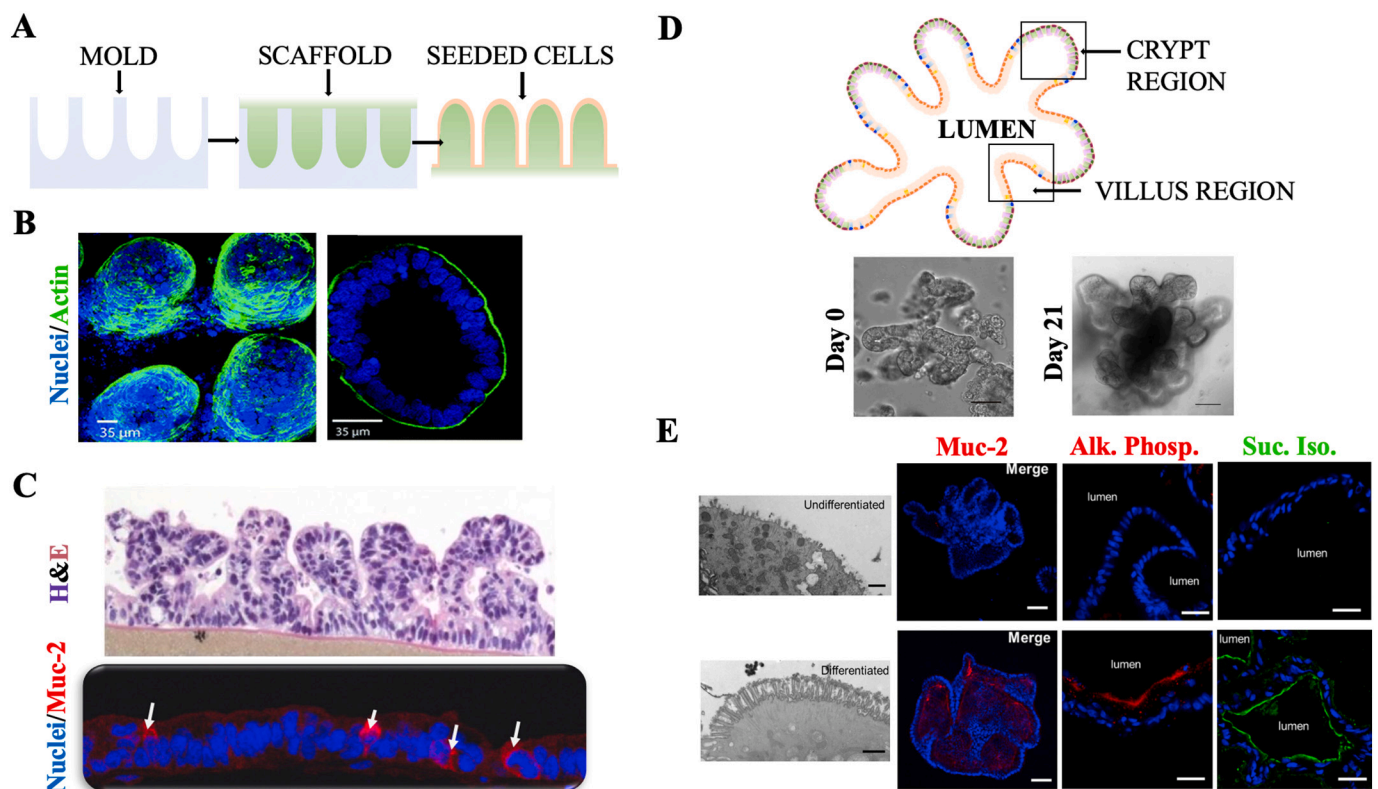 A
MOLD
SCAFFOLD
SEEDED CELLS
B
Nuclei/Actin
35 µm
35 µm
C
H&E
Nuclei/Muc-2
D
CRYPT
REGION
LUMEN
VILLUS REGION
Day 0
Day 21
E
Muc-2
Alk. Phosp.
Suc. Iso.
Undifferentiated
Merge
lumen
lumen
lumen
Differentiated
Merge
lumen
lumen
lumen